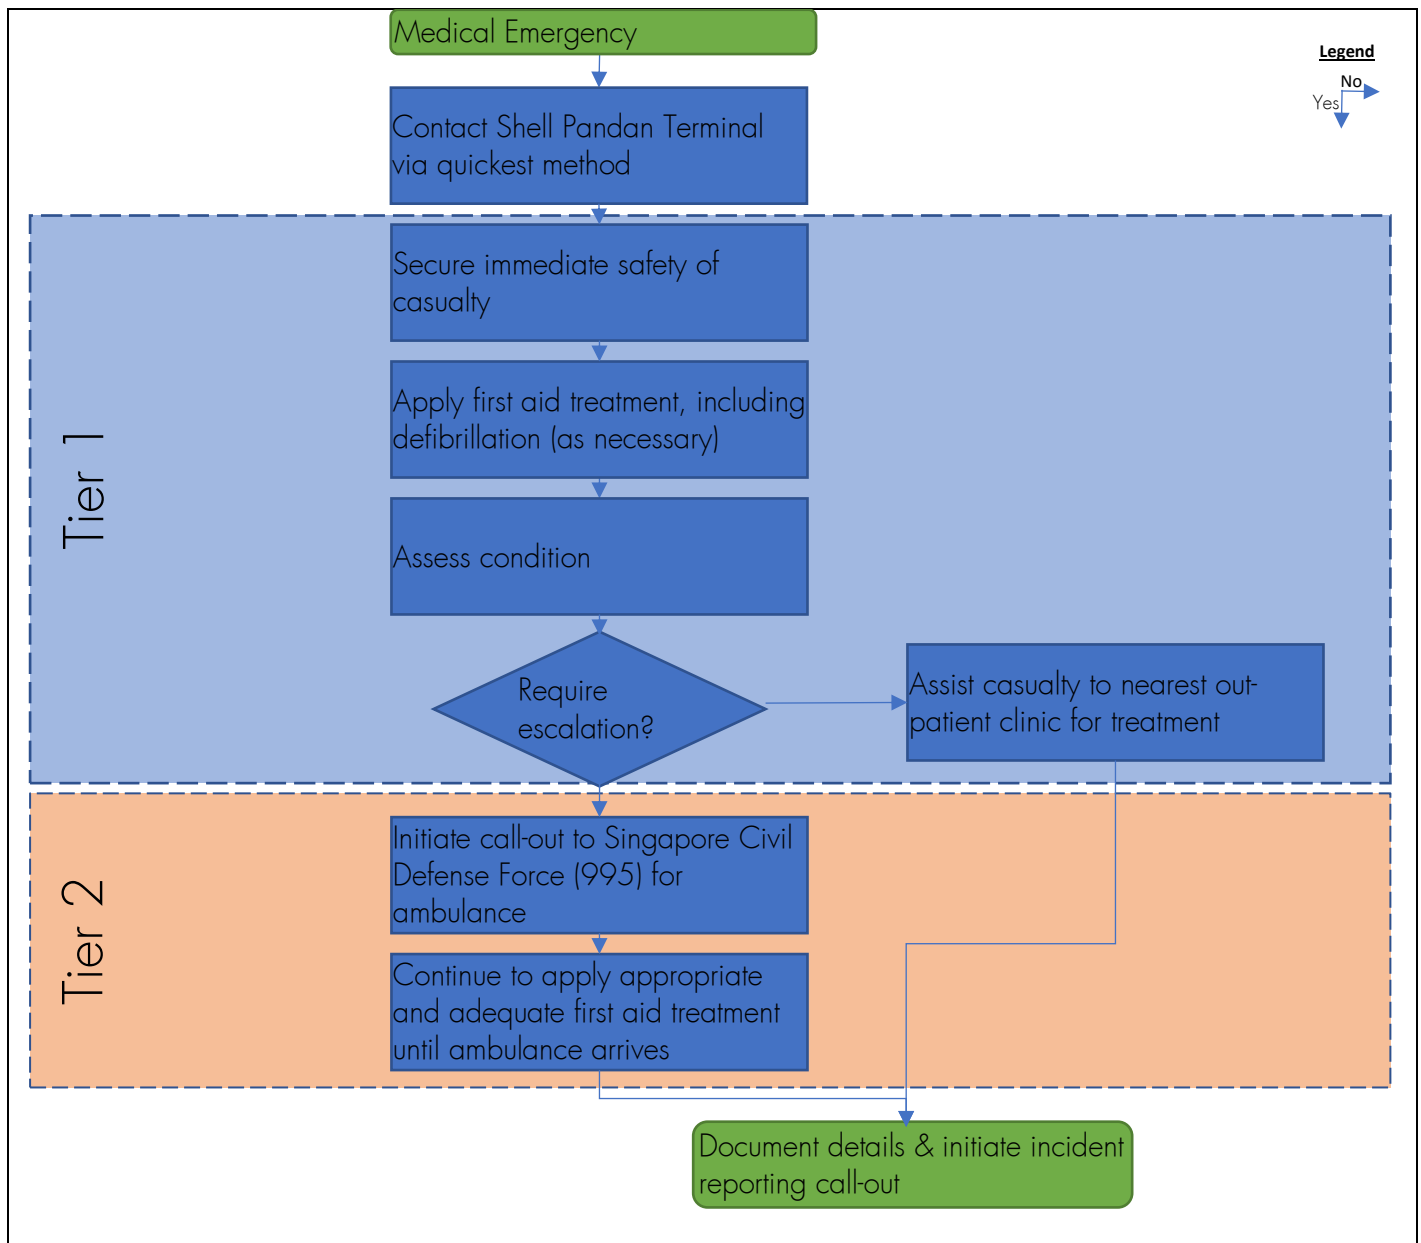 Medical Emergency
Legend
No
Yes
Contact Shell Pandan Terminal
via quickest method
Tier 1
Secure immediate safety of
casualty
Apply first aid treatment, including
defibrillation (as necessary)
Assess condition
Require
escalation?
Assist casualty to nearest out-
patient clinic for treatment
Tier 2
Initiate call-out to Singapore Civil
Defense Force (995) for
ambulance
Continue to apply appropriate
and adequate first aid treatment
until ambulance arrives
Document details & initiate incident
reporting call-out